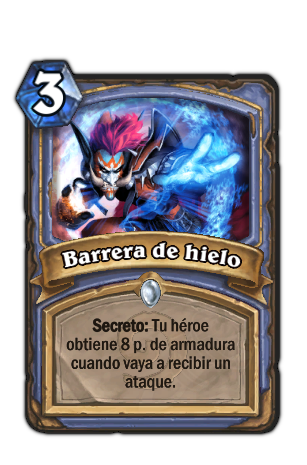 3
Barrera de hielo
Secreto: Tu héroe
obtiene 8 p. de armadura
cuando vaya a recibir un
ataque.